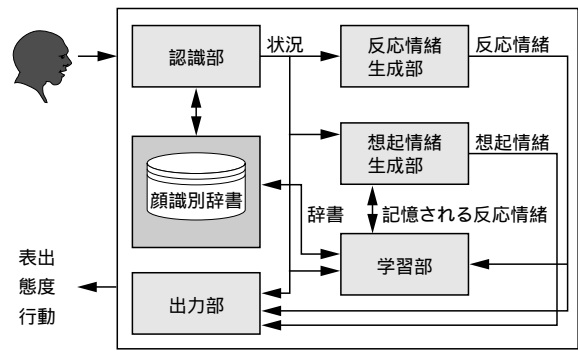 認識部
状況
反応情緒
生成部
反応情緒
想起情緒
生成部
想起情緒
顔識別辞書
辞書
記憶される反応情緒
学習部
表出
態度
行動
出力部